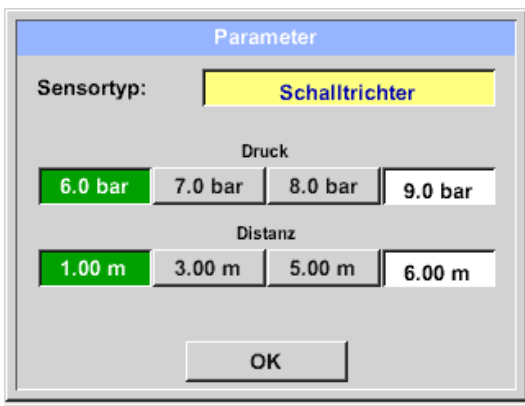 Parameter
Sensortyp: Schalltrichter
Druck
6.0 bar 7.0 bar 8.0 bar 9.0 bar
Distanz
1.00 m 3.00 m 5.00 m 6.00 m
OK